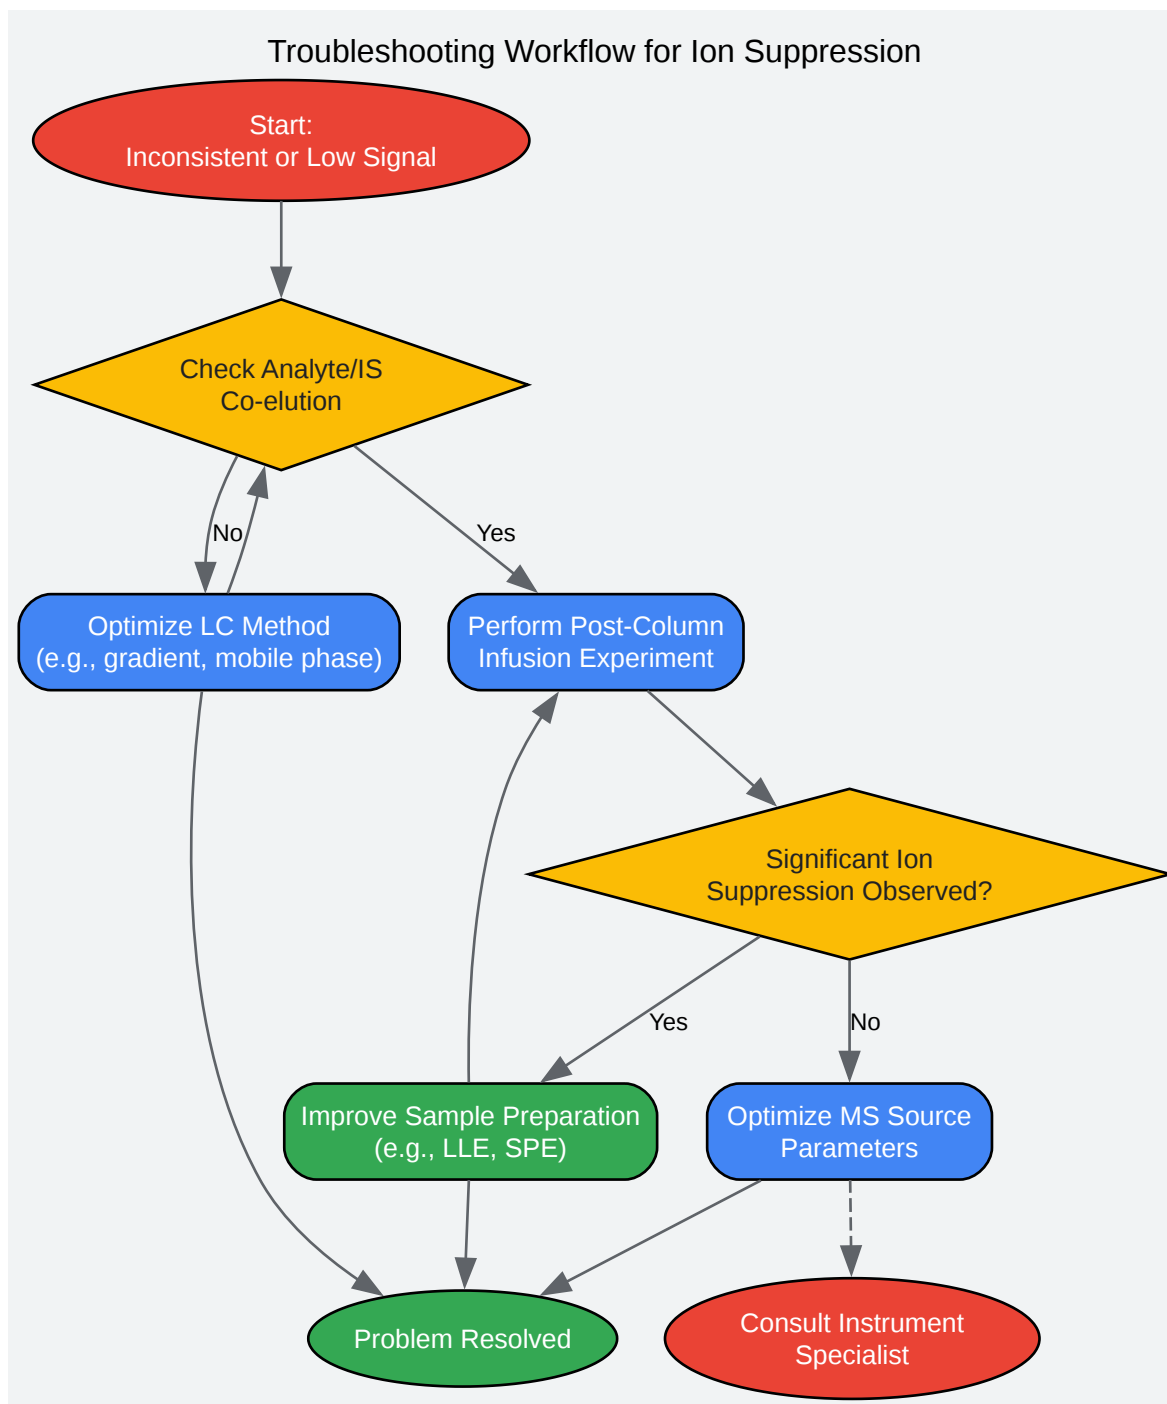 Troubleshooting Workflow for Ion Suppression
Start:
Inconsistent or Low Signal
Check Analyte/IS
Co-elution
No
Yes
Optimize LC Method
(e.g., gradient, mobile phase)
Perform Post-Column
Infusion Experiment
Significant Ion
Suppression Observed?
Yes
No
Improve Sample Preparation
(e.g., LLE, SPE)
Optimize MS Source
Parameters
Problem Resolved
Consult Instrument
Specialist